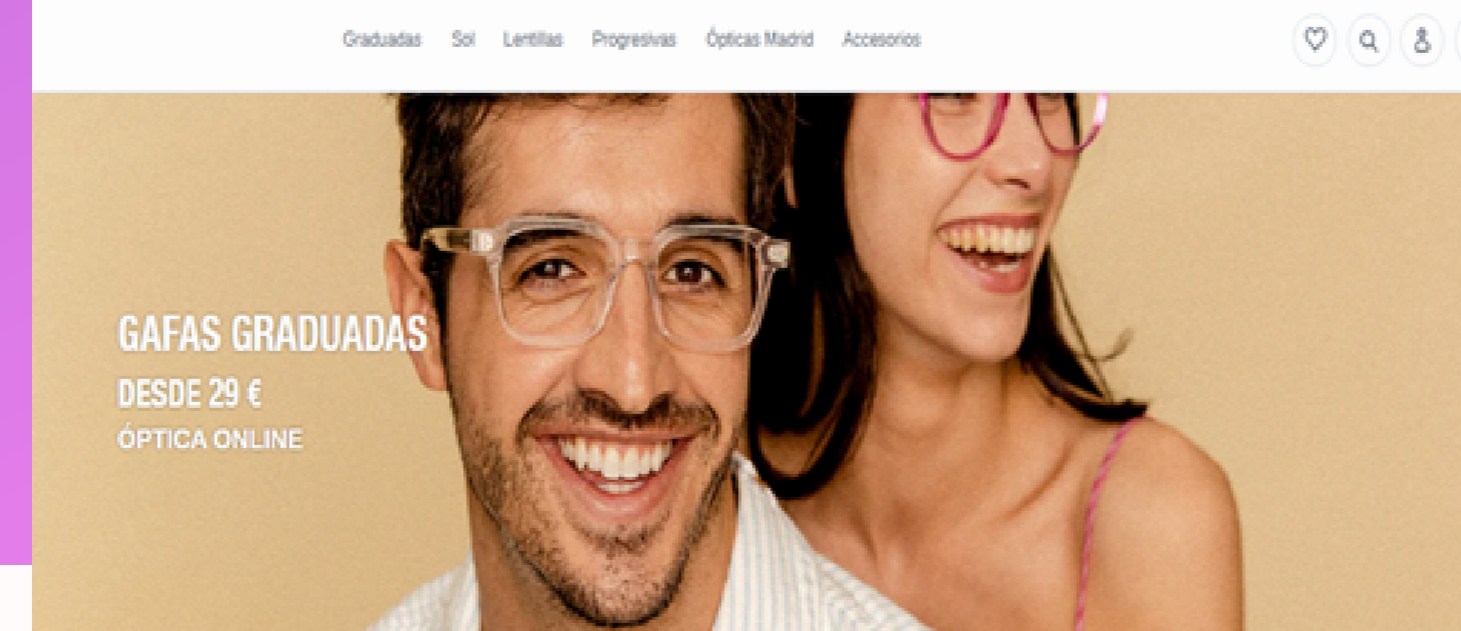 Graduadas Sol Lentillas Progresivas Ópticas Madrid Accesorios
GAFAS GRADUADAS
DESDE 29 €
ÓPTICA ONLINE